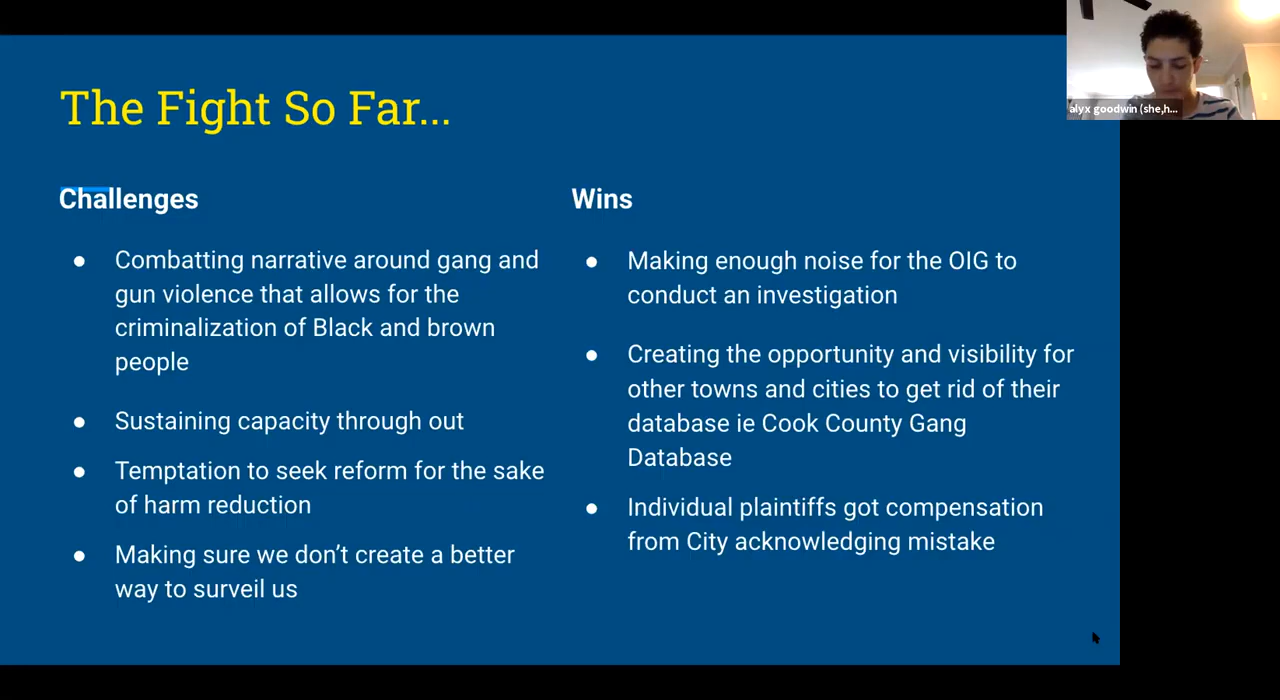 The Fight So Far...
Challenges
● Combatting narrative around gang and
gun violence that allows for the
criminalization of Black and brown
people
● Sustaining capacity through out
● Temptation to seek reform for the sake
of harm reduction
● Making sure we don’t create a better
way to surveil us
Wins
● Making enough noise for the OIG to
conduct an investigation
● Creating the opportunity and visibility for
other towns and cities to get rid of their
database ie Cook County Gang
Database
● Individual plaintiffs got compensation
from City acknowledging mistake
alyx goodwin (she,h...